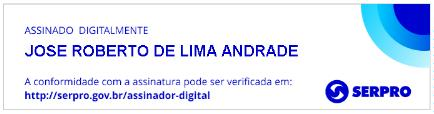 ASSINADO DIGITALMENTE
JOSE ROBERTO DE LIMA ANDRADE
A conformidade com a assinatura pode ser verificada em:
http://serpro.gov.br/assinador-digital
SERPRO